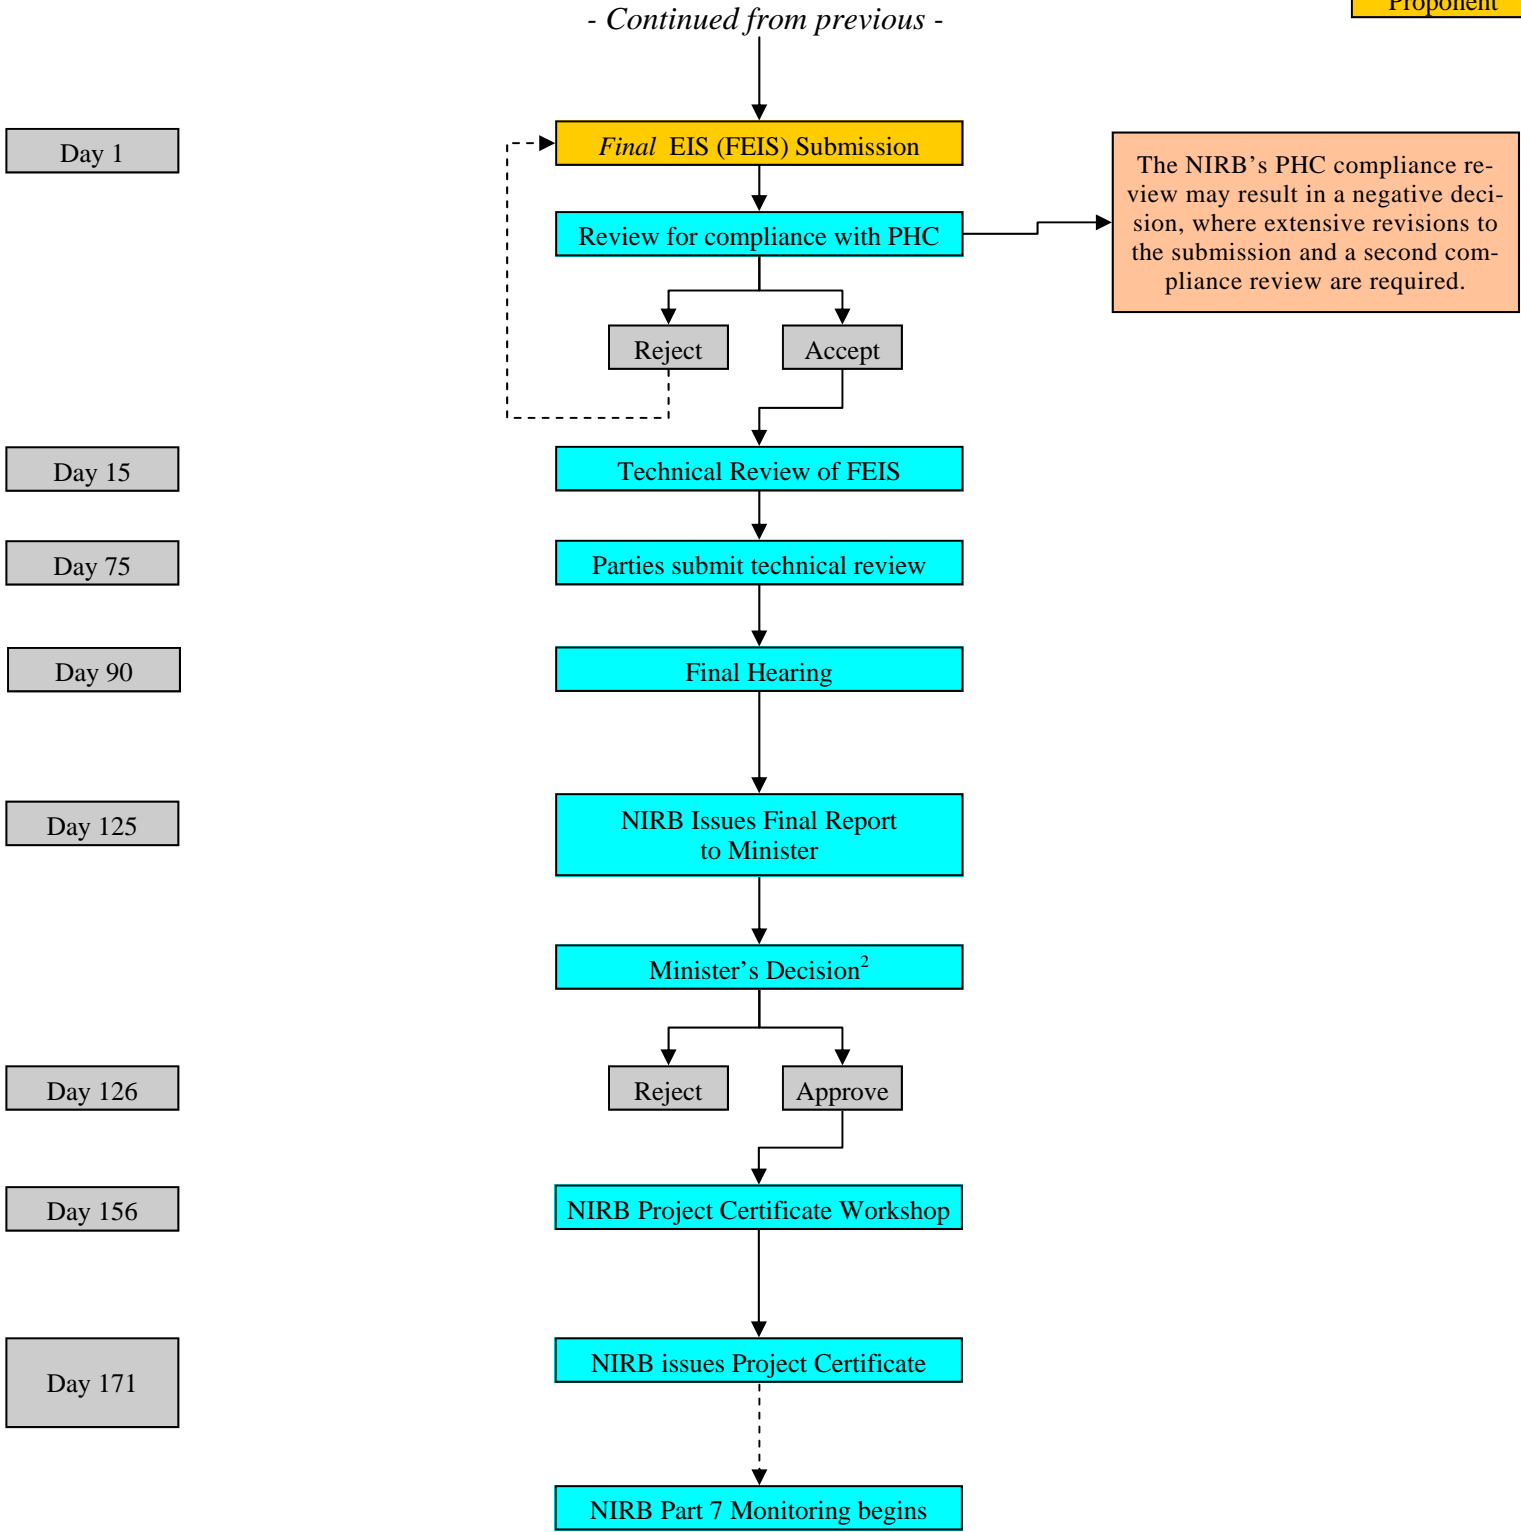 Proponent
- Continued from previous -
Day 1
Final EIS (FEIS) Submission
The NIRB’s PHC compliance re-
view may result in a negative deci-
sion, where extensive revisions to
the submission and a second com-
pliance review are required.
Review for compliance with PHC
Reject
Accept
Day 15
Technical Review of FEIS
Day 75
Parties submit technical review
Day 90
Final Hearing
Day 125
NIRB Issues Final Report
to Minister
Minister’s Decision2
Day 126
Reject
Approve
Day 156
NIRB Project Certificate Workshop
Day 171
NIRB issues Project Certificate
NIRB Part 7 Monitoring begins